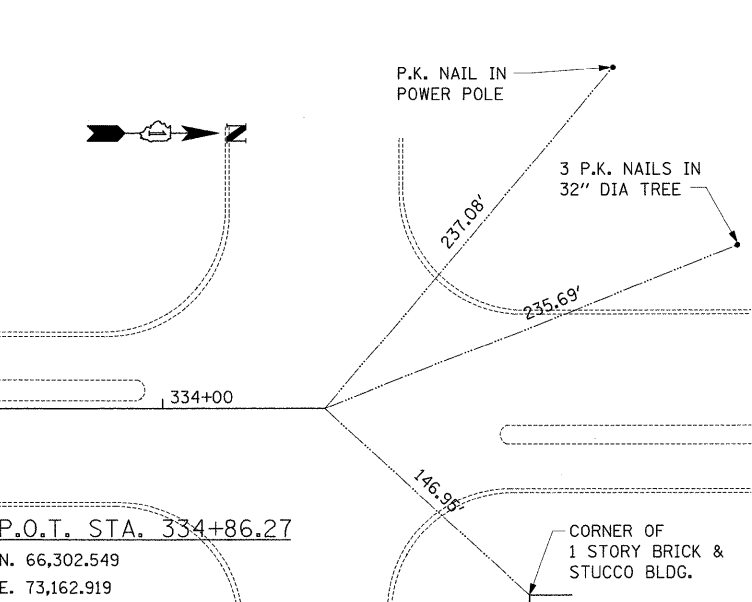 P.K. NAIL IN
POWER POLE
N
3 P.K. NAILS IN
32" DIA TREE
237.08'
235.69'
334+00
146.95'
P.O.T. STA. 334+86.27
N. 66,302.549
E. 73,162.919
CORNER OF
1 STORY BRICK &
STUCCO BLDG.